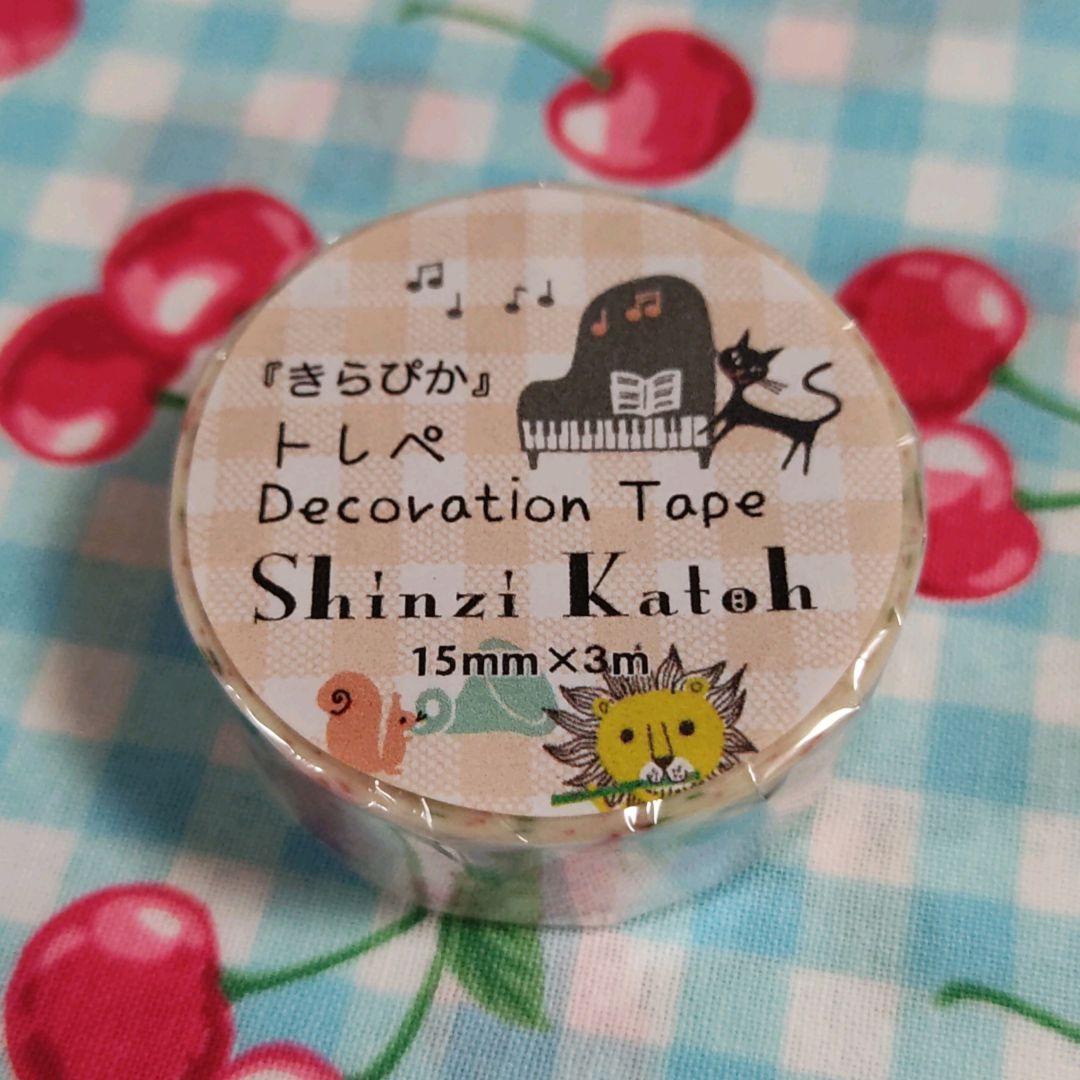 『きらぴか』
トレペ
Decoration Tape
Shinzi Katoh
15mm×3m